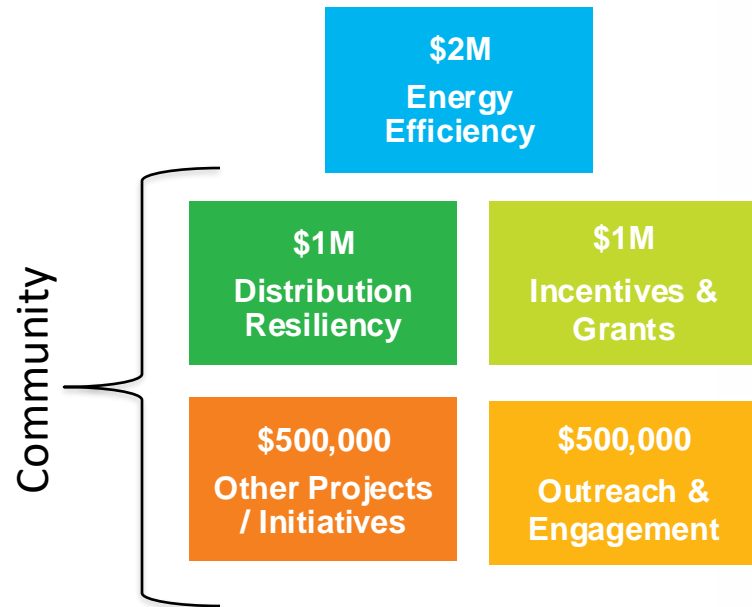 $2M
Energy
Efficiency
Community
$1M
Distribution
Resiliency
$1M
Incentives &
Grants
$500,000
Other Projects
/ Initiatives
$500,000
Outreach &
Engagement